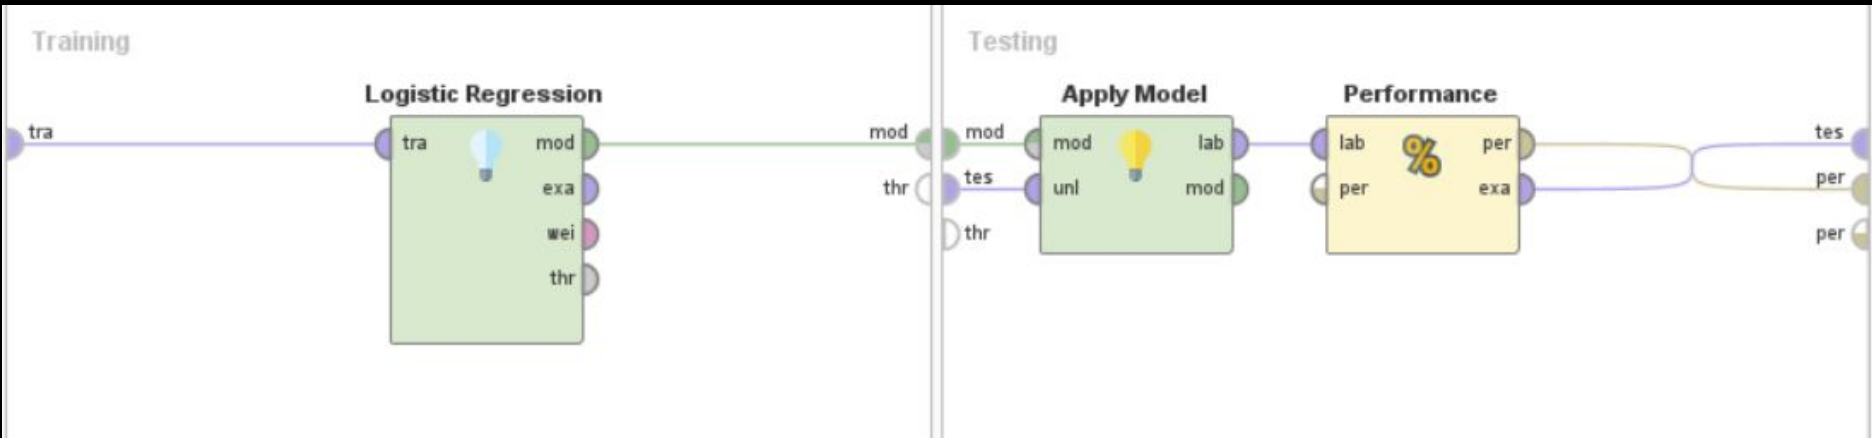 Training
Testing
Logistic Regression
Apply Model
Performance
tra
tra
mod
mod
mod
mod
lab
lab
per
tes
exa
thr
tes
unl
mod
per
exa
per
wei
thr
per
thr
%